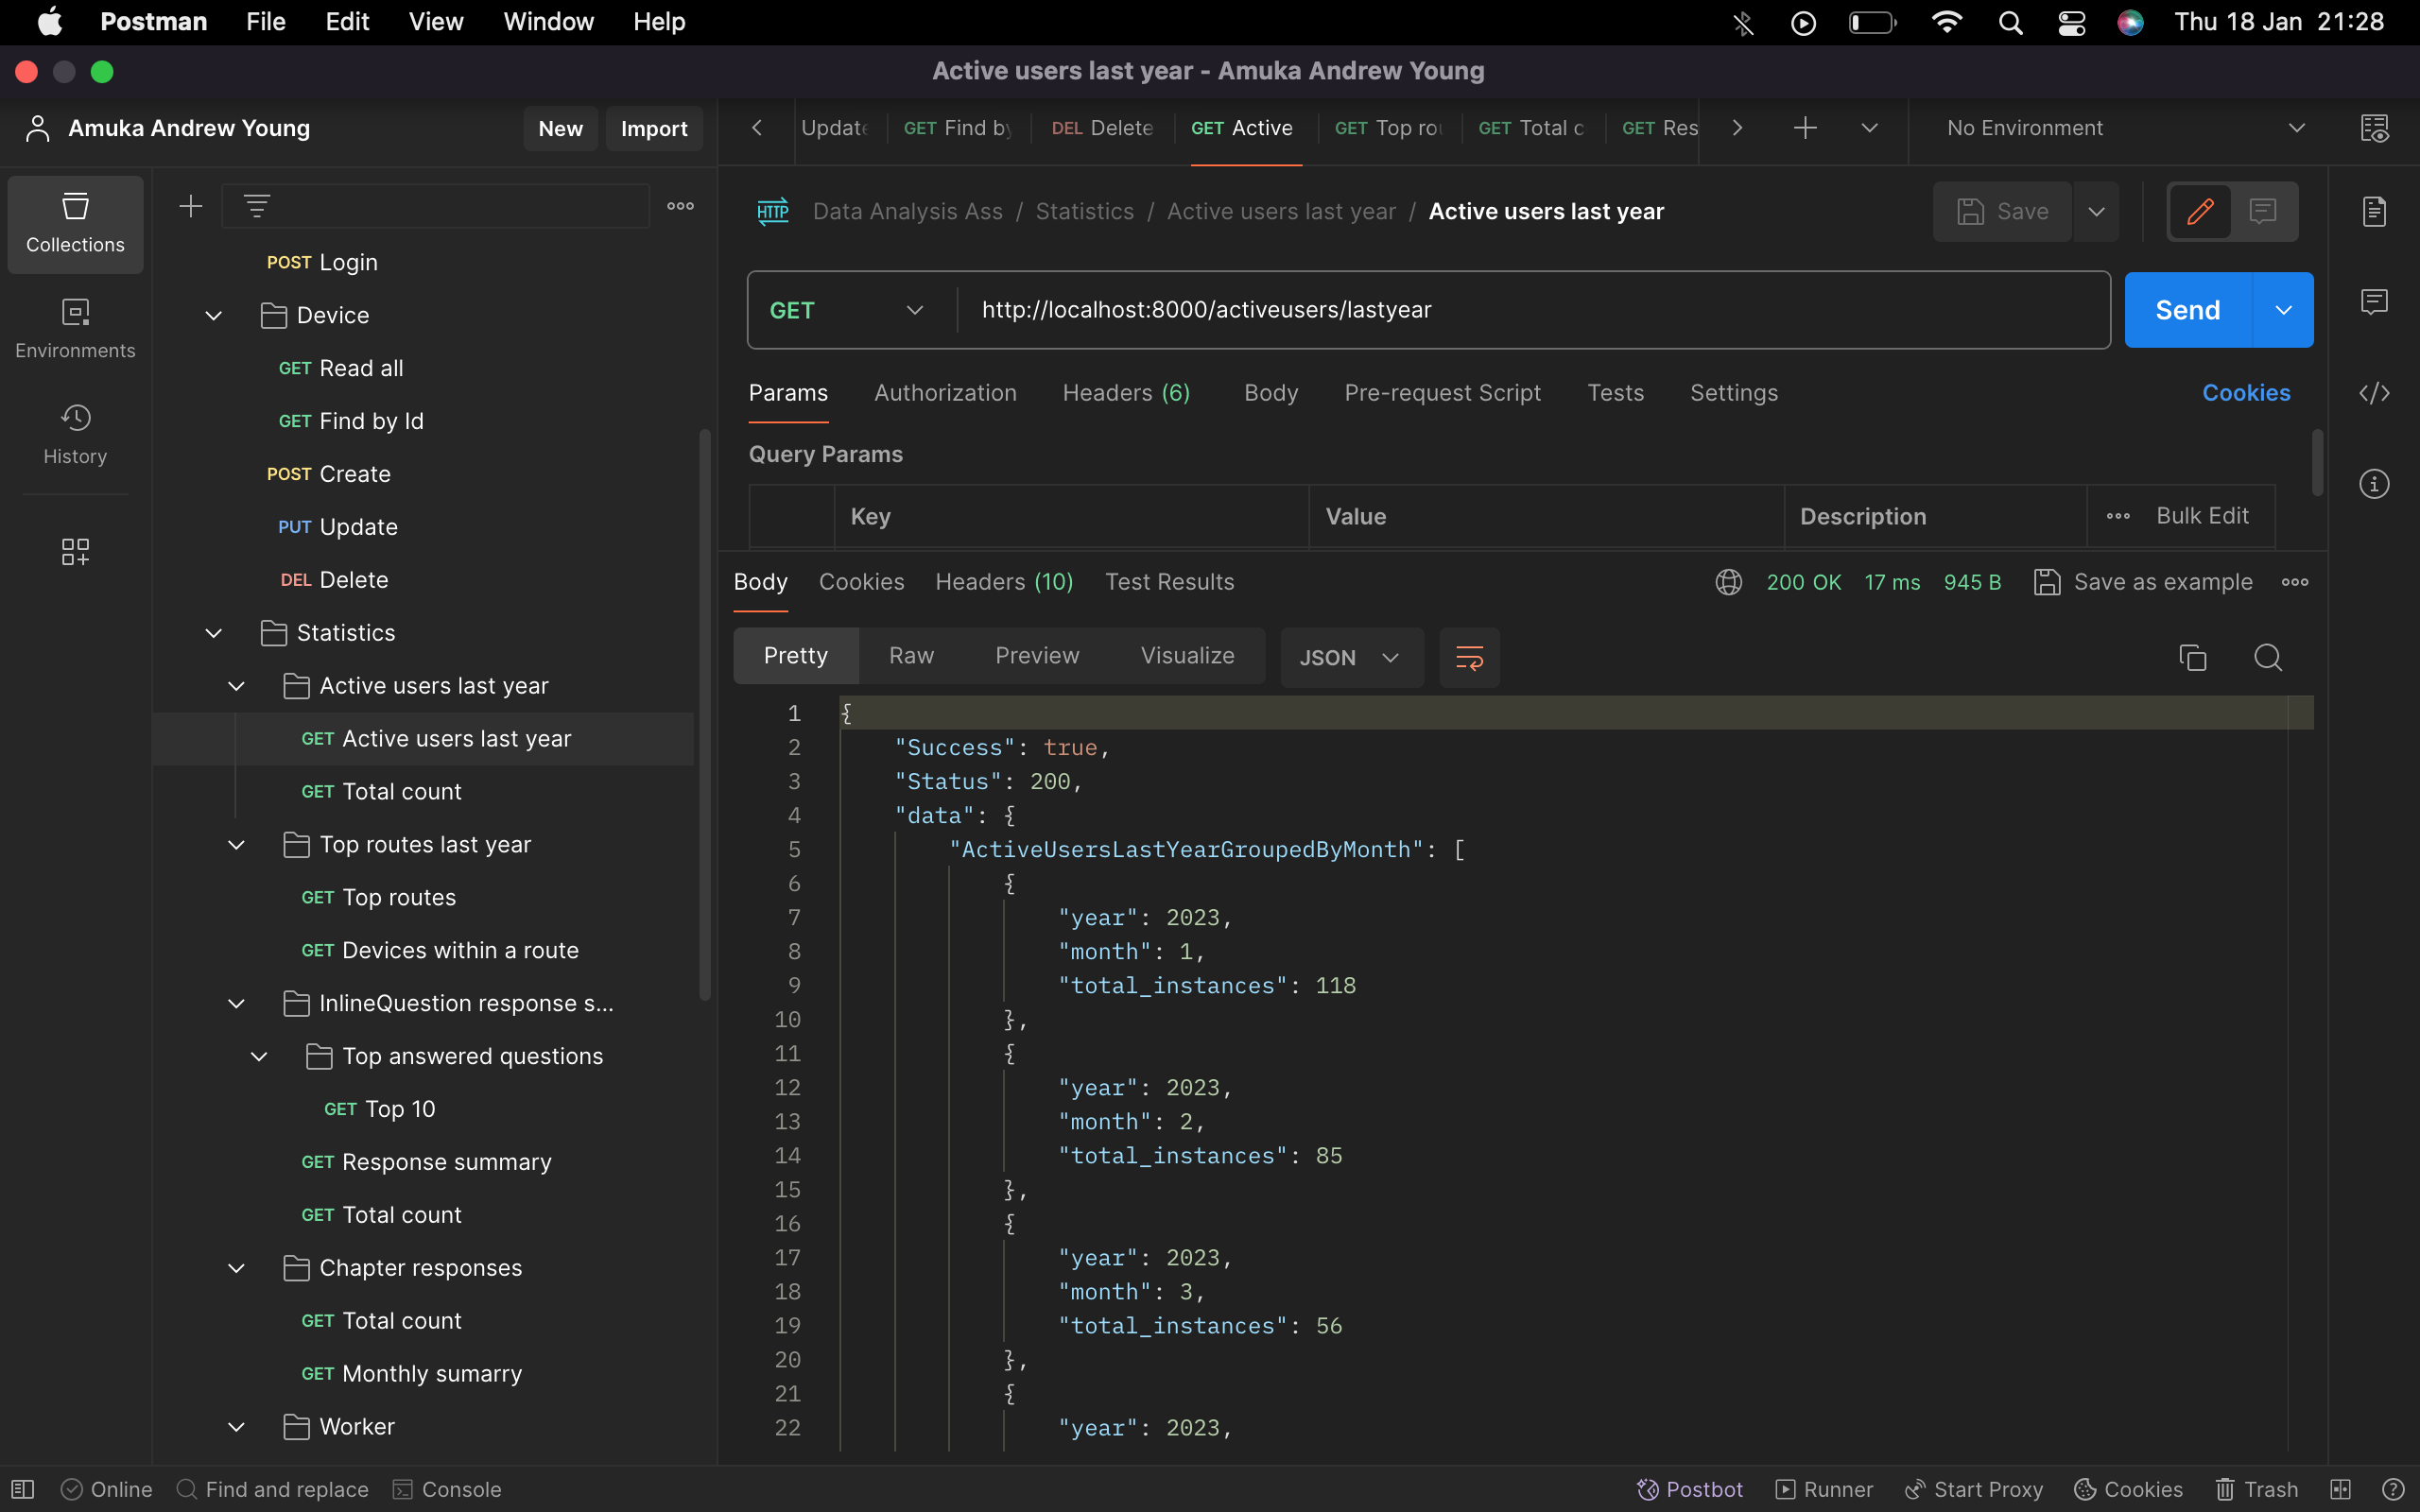 Postman File Edit View Window Help Thu 18 Jan 21:28
Active users last year - Amuka Andrew Young
Amuka Andrew Young New Import
Update GET Find by DEL Delete GET Active GET Top rou GET Total c GET Res No Environment
Collections
Environments
History
POST Login
Device
GET Read all
GET Find by Id
POST Create
PUT Update
DEL Delete
Statistics
Active users last year
GET Active users last year
GET Total count
Top routes last year
GET Top routes
GET Devices within a route
InlineQuestion response s...
Top answered questions
GET Top 10
GET Response summary
GET Total count
Chapter responses
GET Total count
GET Monthly sumarry
Worker
HTTP Data Analysis Ass / Statistics / Active users last year / Active users last year Save
GET http://localhost:8000/activeusers/lastyear Send
Params Authorization Headers (6) Body Pre-request Script Tests Settings Cookies
Query Params
Key Value Description Bulk Edit
Body Cookies Headers (10) Test Results 200 OK 17 ms 945 B Save as example
Pretty Raw Preview Visualize JSON
1 {
2 "Success": true,
3 "Status": 200,
4 "data": {
5 "ActiveUsersLastYearGroupedByMonth": [
6 {
7 "year": 2023,
8 "month": 1,
9 "total_instances": 118
10 },
11 {
12 "year": 2023,
13 "month": 2,
14 "total_instances": 85
15 },
16 {
17 "year": 2023,
18 "month": 3,
19 "total_instances": 56
20 },
21 {
22 "year": 2023,
Online Find and replace Console Postbot Runner Start Proxy Cookies Trash